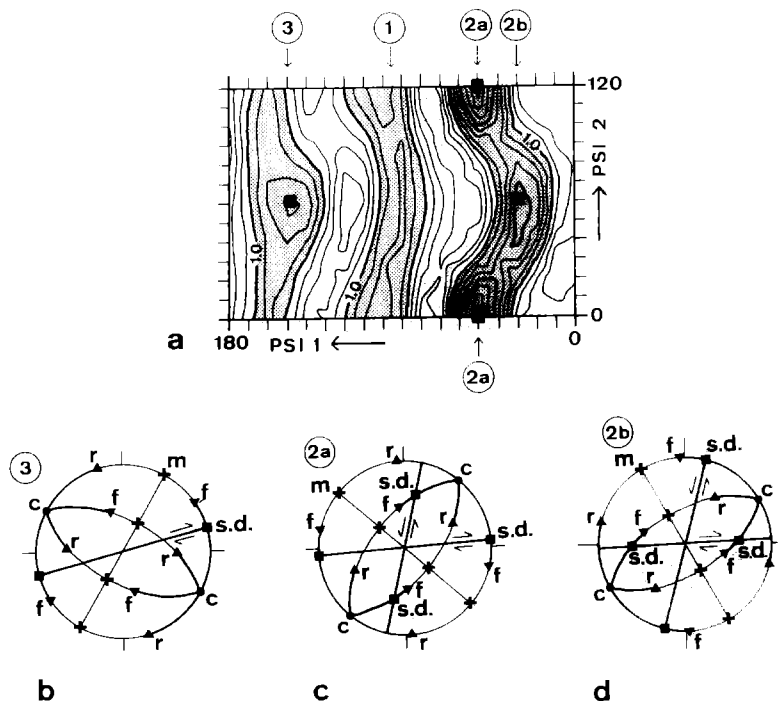 3 1 2a 2b
120
1.0
PSI 2
1.0
1.0
0
a 180 PSI 1 0
2a
3 r m
f f
c s.d.
r r
f f c
r
b
2a r
m s.d. c
f f r
s.d.
r f f
c s.d.
r
c
2b
m f s.d.
r f r c
s.d. s.d.
c r f
f
d